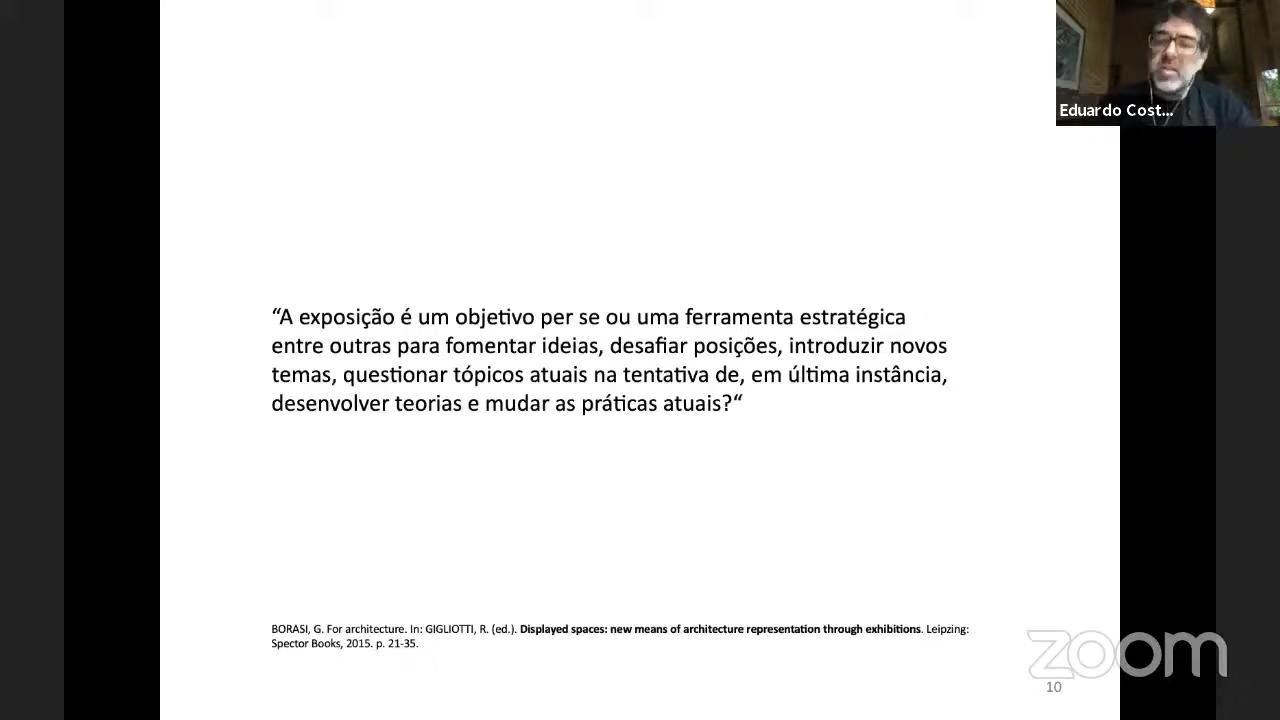 Eduardo Cost...
“A exposição é um objetivo per se ou uma ferramenta estratégica
entre outras para fomentar ideias, desafiar posições, introduzir novos
temas, questionar tópicos atuais na tentativa de, em última instância,
desenvolver teorias e mudar as práticas atuais?“
BORASI, G. For architecture. In: GIGLIOTTI, R. (ed.). Displayed spaces: new means of architecture representation through exhibitions. Leipzing:
Spector Books, 2015. p. 21-35.
zoom
10